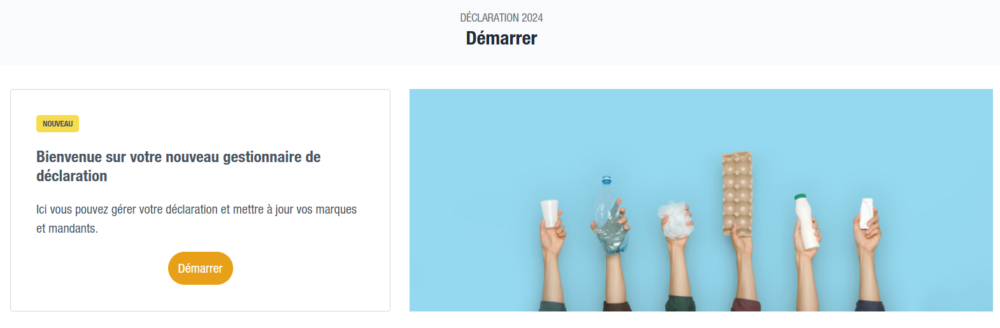 DÉCLARATION 2024
Démarrer
NOUVEAU
Bienvenue sur votre nouveau gestionnaire de
déclaration
Ici vous pouvez gérer votre déclaration et mettre à jour vos marques
et mandants.
Démarrer